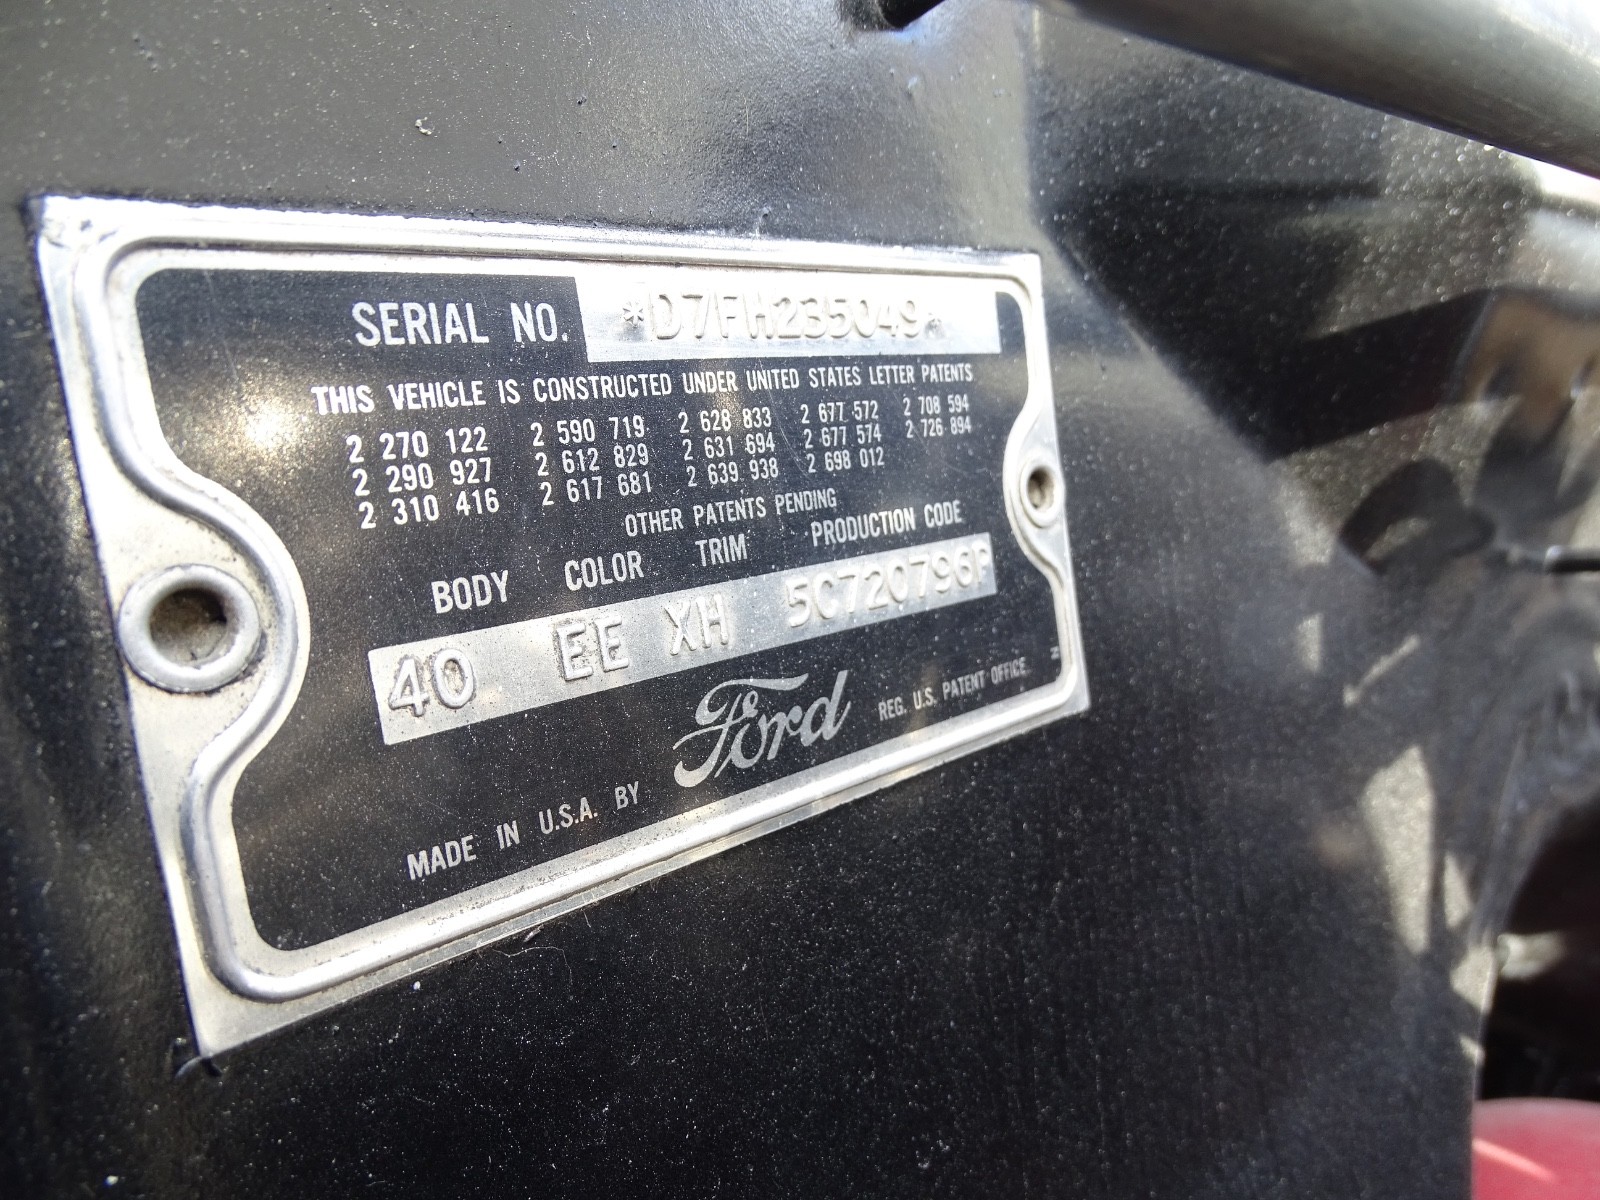 SERIAL NO. *D7FH235049*
THIS VEHICLE IS CONSTRUCTED UNDER UNITED STATES LETTER PATENTS
2 270 122 2 590 719 2 628 833 2 677 572 2 708 594
2 290 927 2 612 829 2 631 694 2 677 574 2 726 894
2 310 416 2 617 681 2 639 938 2 698 012
OTHER PATENTS PENDING
BODY COLOR TRIM PRODUCTION CODE
40 EE XH 5C720796P
MADE IN U.S.A. BY Ford REG. U.S. PATENT OFFICE
N